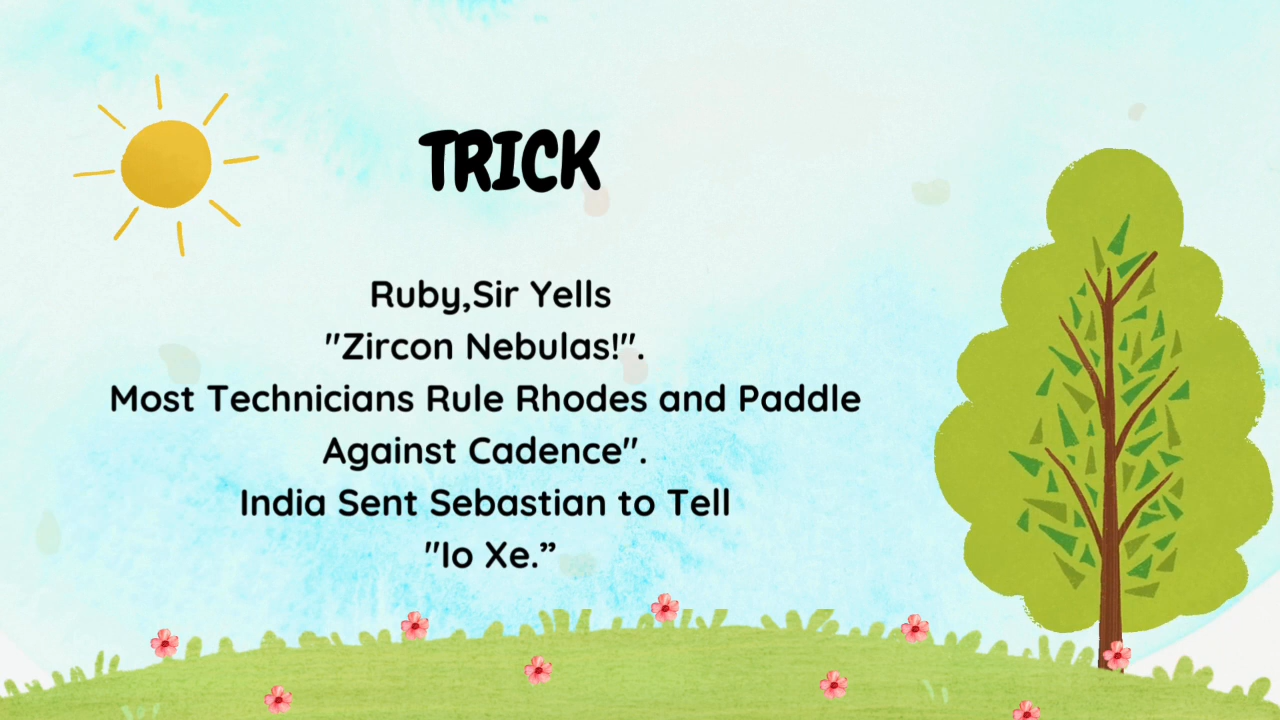 TRICK
Ruby,Sir Yells
"Zircon Nebulas!".
Most Technicians Rule Rhodes and Paddle
Against Cadence".
India Sent Sebastian to Tell
"Io Xe.”